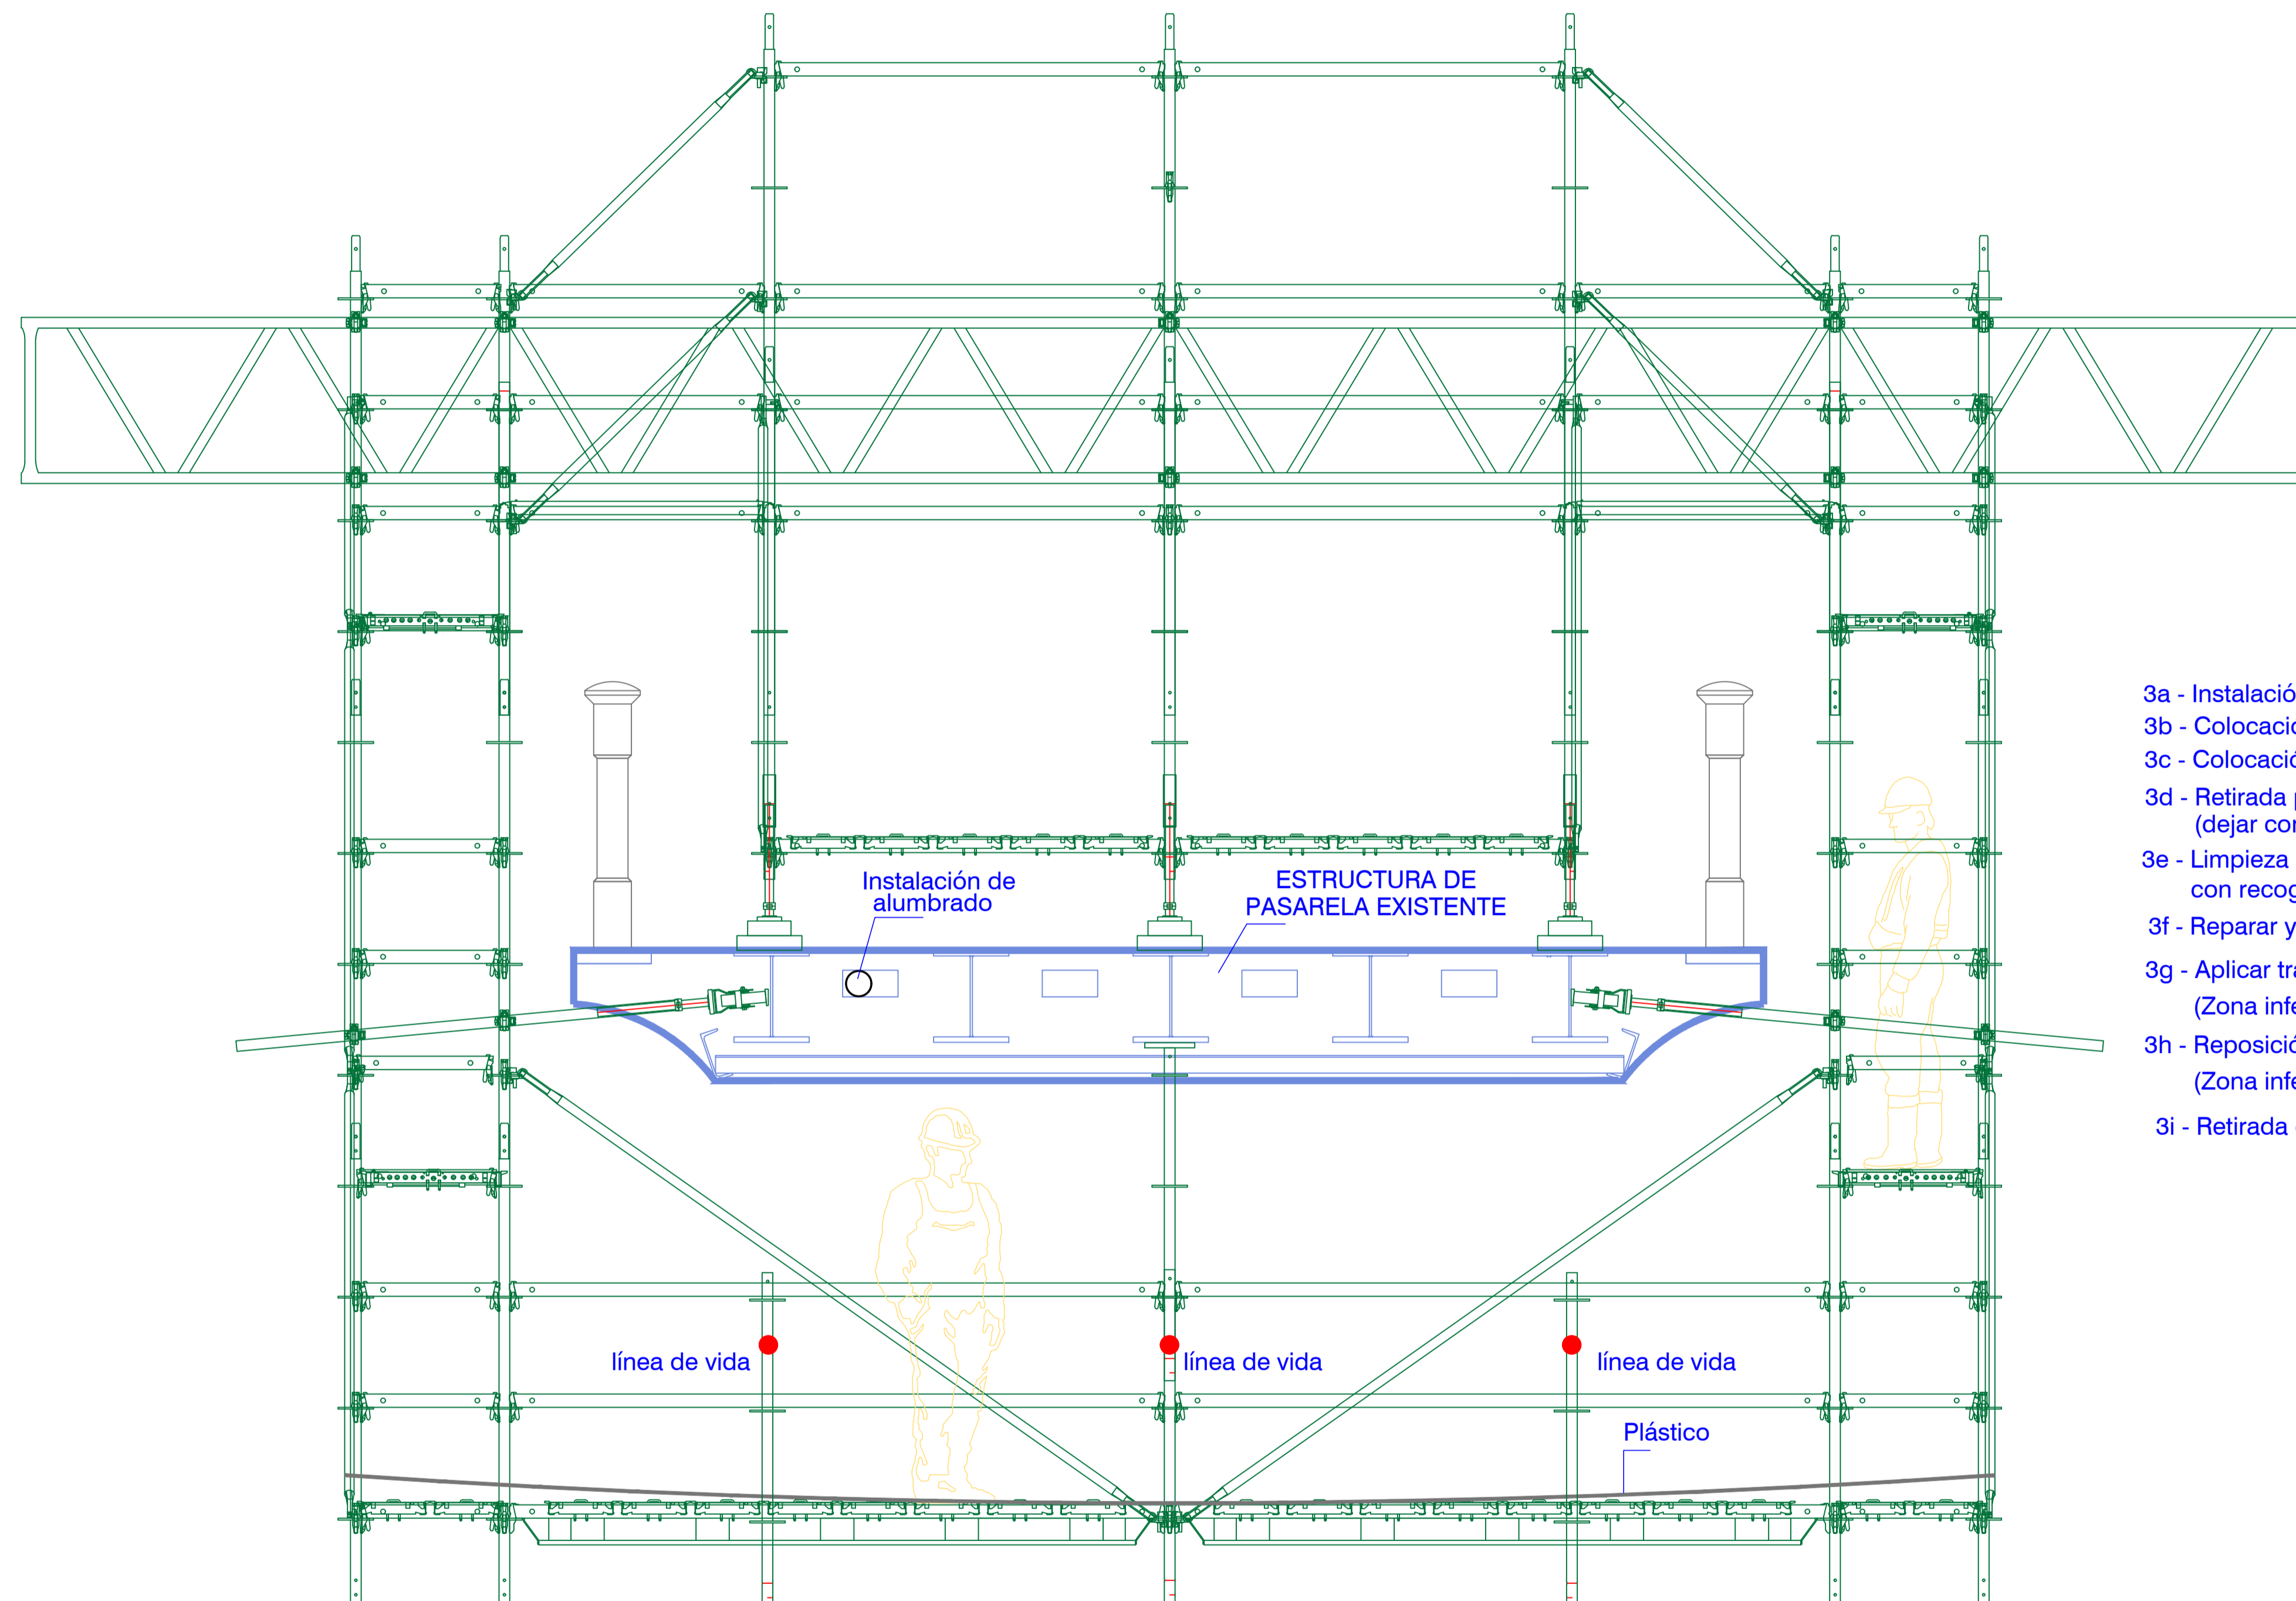 3a - Instalació
3b - Colocació
3c - Colocació
3d - Retirada
(dejar con
3e - Limpieza
con recog
3f - Reparar y
3g - Aplicar tra
(Zona infe
3h - Reposició
(Zona infe
3i - Retirada
Instalación de
alumbrado
ESTRUCTURA DE
PASARELA EXISTENTE
línea de vida
línea de vida
línea de vida
Plástico